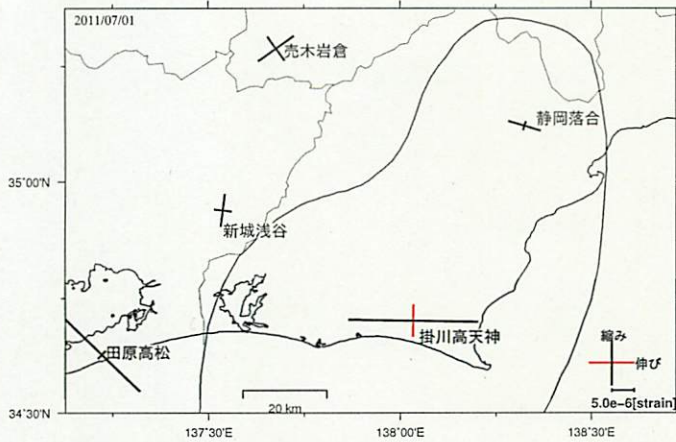 2011/07/01
売木岩倉
静岡落合
35°00'N
新城浅谷
掛川高天神
田原高松
縮み
伸び
5.0e-6[strain]
20 km
34°30'N
137°30'E
138°00'E
138°30'E